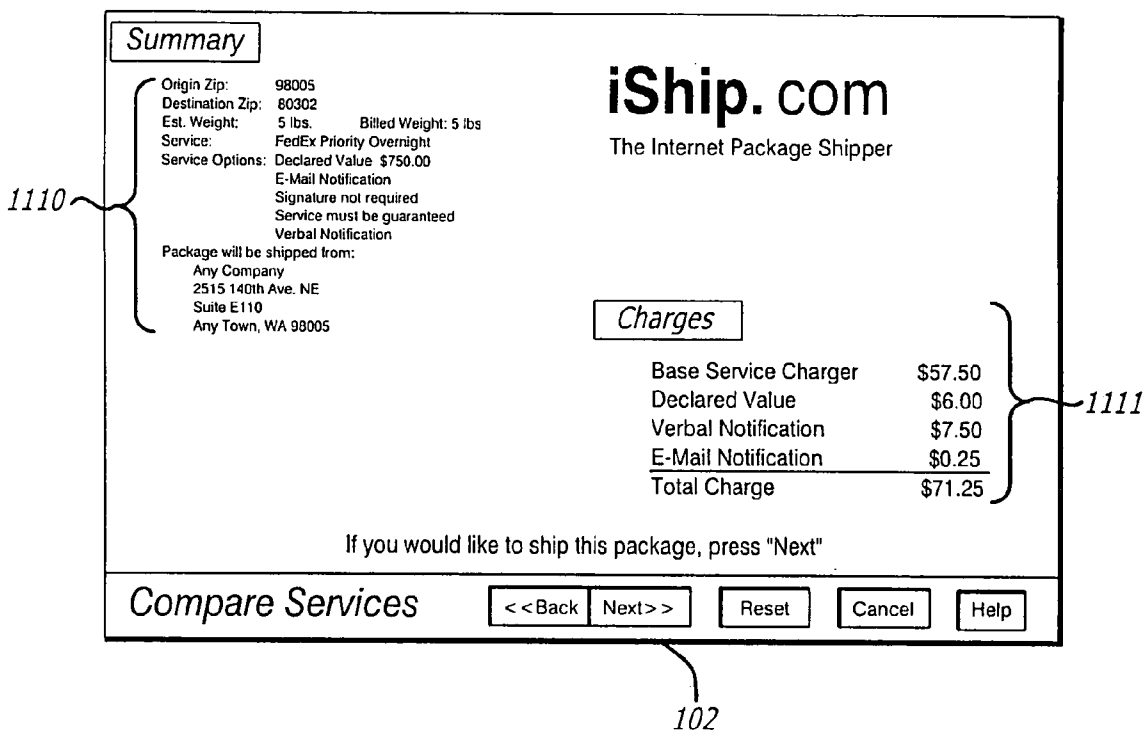 Summary
Origin Zip: 98005
Destination Zip: 80302
Est. Weight: 5 lbs. Billed Weight: 5 lbs
Service: FedEx Priority Overnight
Service Options: Declared Value $750.00
E-Mail Notification
Signature not required
Service must be guaranteed
Verbal Notification
Package will be shipped from:
Any Company
2515 140th Ave. NE
Suite E110
Any Town, WA 98005
1110
iShip.com
The Internet Package Shipper
Charges
Base Service Charger $57.50
Declared Value $6.00
Verbal Notification $7.50
E-Mail Notification $0.25
Total Charge $71.25
1111
If you would like to ship this package, press "Next"
Compare Services <<Back Next>> Reset Cancel Help
102